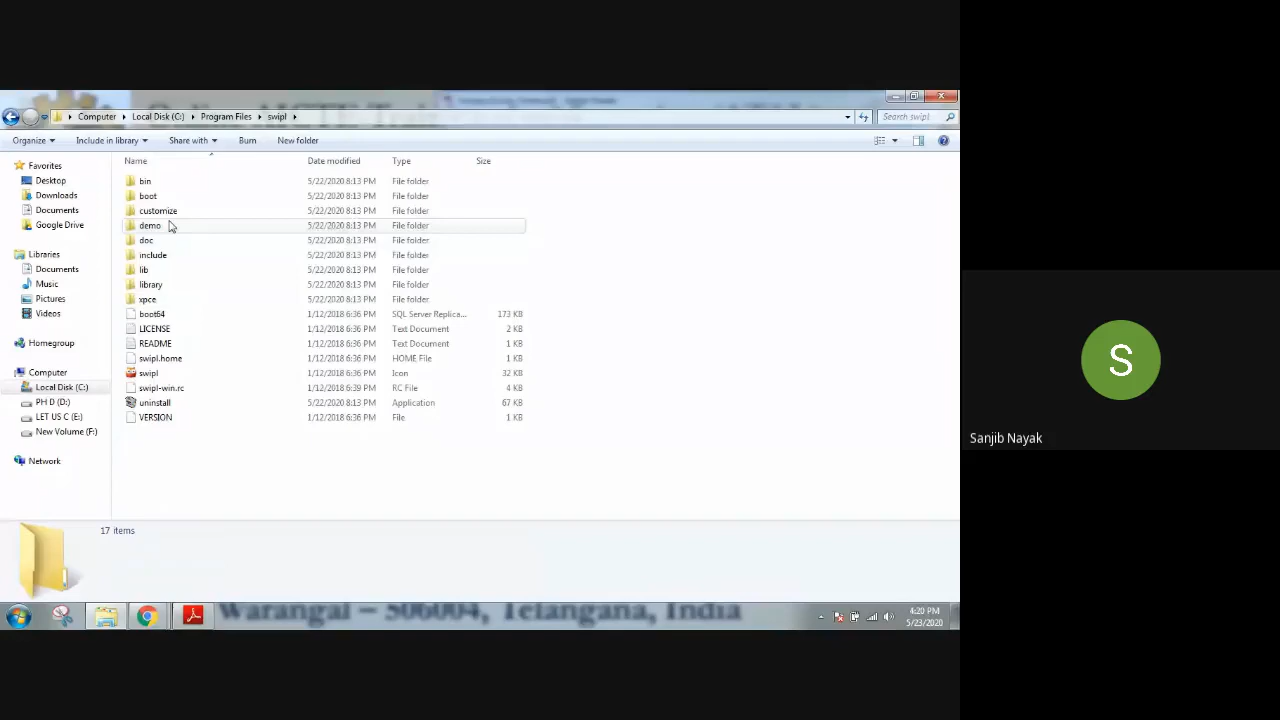 Computer Local Disk (C:) Program Files swipl Search swipl
Organize Include in library Share with Burn New folder
Name Date modified Type Size
Favorites
Desktop
Downloads
Documents
Google Drive
Libraries
Documents
Music
Pictures
Videos
Homegroup
Computer
Local Disk (C:)
PH D (D:)
LET US C (E:)
New Volume (F:)
Network
bin 5/22/2020 8:13 PM File folder
boot 5/22/2020 8:13 PM File folder
customize 5/22/2020 8:13 PM File folder
demo 5/22/2020 8:13 PM File folder
doc 5/22/2020 8:13 PM File folder
include 5/22/2020 8:13 PM File folder
lib 5/22/2020 8:13 PM File folder
library 5/22/2020 8:13 PM File folder
xpce 5/22/2020 8:13 PM File folder
boot64 1/12/2018 6:36 PM SQL Server Replica... 173 KB
LICENSE 1/12/2018 6:36 PM Text Document 2 KB
README 1/12/2018 6:36 PM Text Document 1 KB
swipl.home 1/12/2018 6:36 PM HOME File 1 KB
swipl 1/12/2018 6:36 PM Icon 32 KB
swipl-win.rc 1/12/2018 6:39 PM RC File 4 KB
uninstall 5/22/2020 8:13 PM Application 67 KB
VERSION 1/12/2018 6:36 PM File 1 KB
17 items
Warangal – 506004, Telangana, India
4:20 PM
5/23/2020
S
Sanjib Nayak